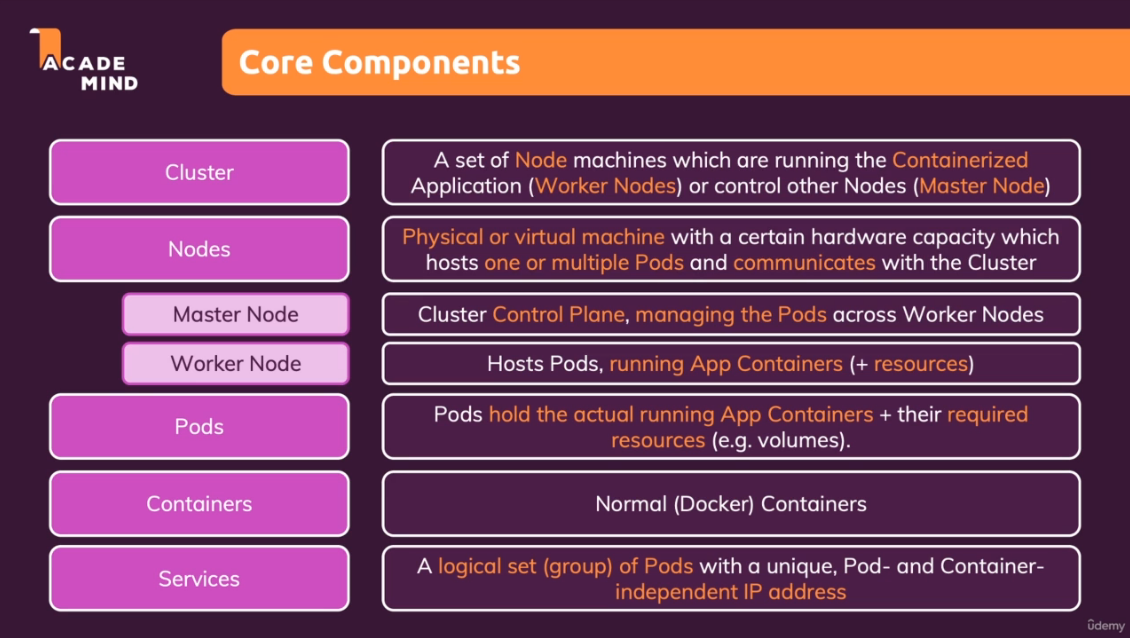 ACADE
MIND
Core Components
Cluster
A set of Node machines which are running the Containerized
Application (Worker Nodes) or control other Nodes (Master Node)
Nodes
Physical or virtual machine with a certain hardware capacity which
hosts one or multiple Pods and communicates with the Cluster
Master Node
Cluster Control Plane, managing the Pods across Worker Nodes
Worker Node
Hosts Pods, running App Containers (+ resources)
Pods
Pods hold the actual running App Containers + their required
resources (e.g. volumes).
Containers
Normal (Docker) Containers
Services
A logical set (group) of Pods with a unique, Pod- and Container-
independent IP address
ûdemy